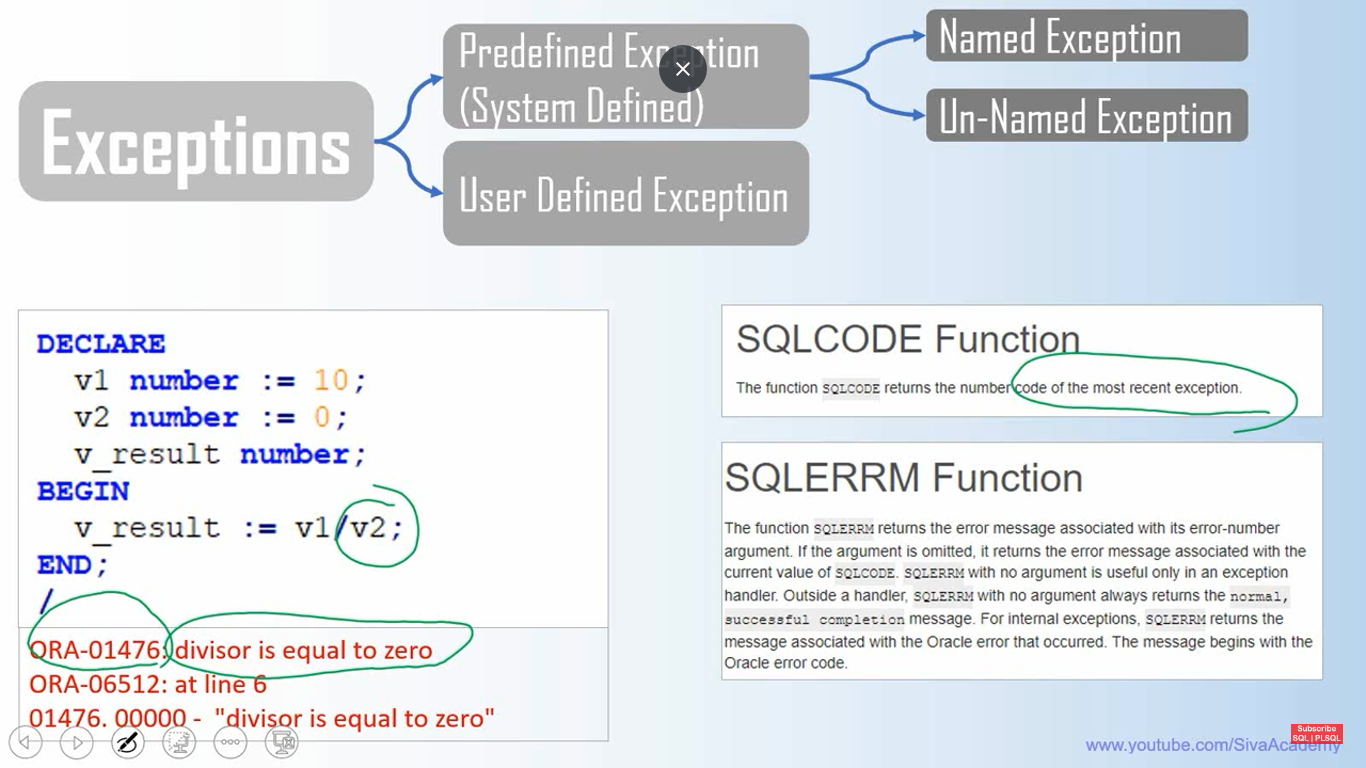 Exceptions
Predefined Exception
(System Defined)
User Defined Exception
Named Exception
Un-Named Exception
DECLARE
v1 number := 10;
v2 number := 0;
v_result number;
BEGIN
v_result := v1/v2;
END;
/
ORA-01476: divisor is equal to zero
ORA-06512: at line 6
01476. 00000 - "divisor is equal to zero"
SQLCODE Function
The function SQLCODE returns the number code of the most recent exception.
SQLERRM Function
The function SQLERRM returns the error message associated with its error-number
argument. If the argument is omitted, it returns the error message associated with the
current value of SQLCODE. SQLERRM with no argument is useful only in an exception
handler. Outside a handler, SQLERRM with no argument always returns the normal,
successful completion message. For internal exceptions, SQLERRM returns the
message associated with the Oracle error that occurred. The message begins with the
Oracle error code.
Subscribe
SQL | PLSQL
www.youtube.com/SivaAcademy